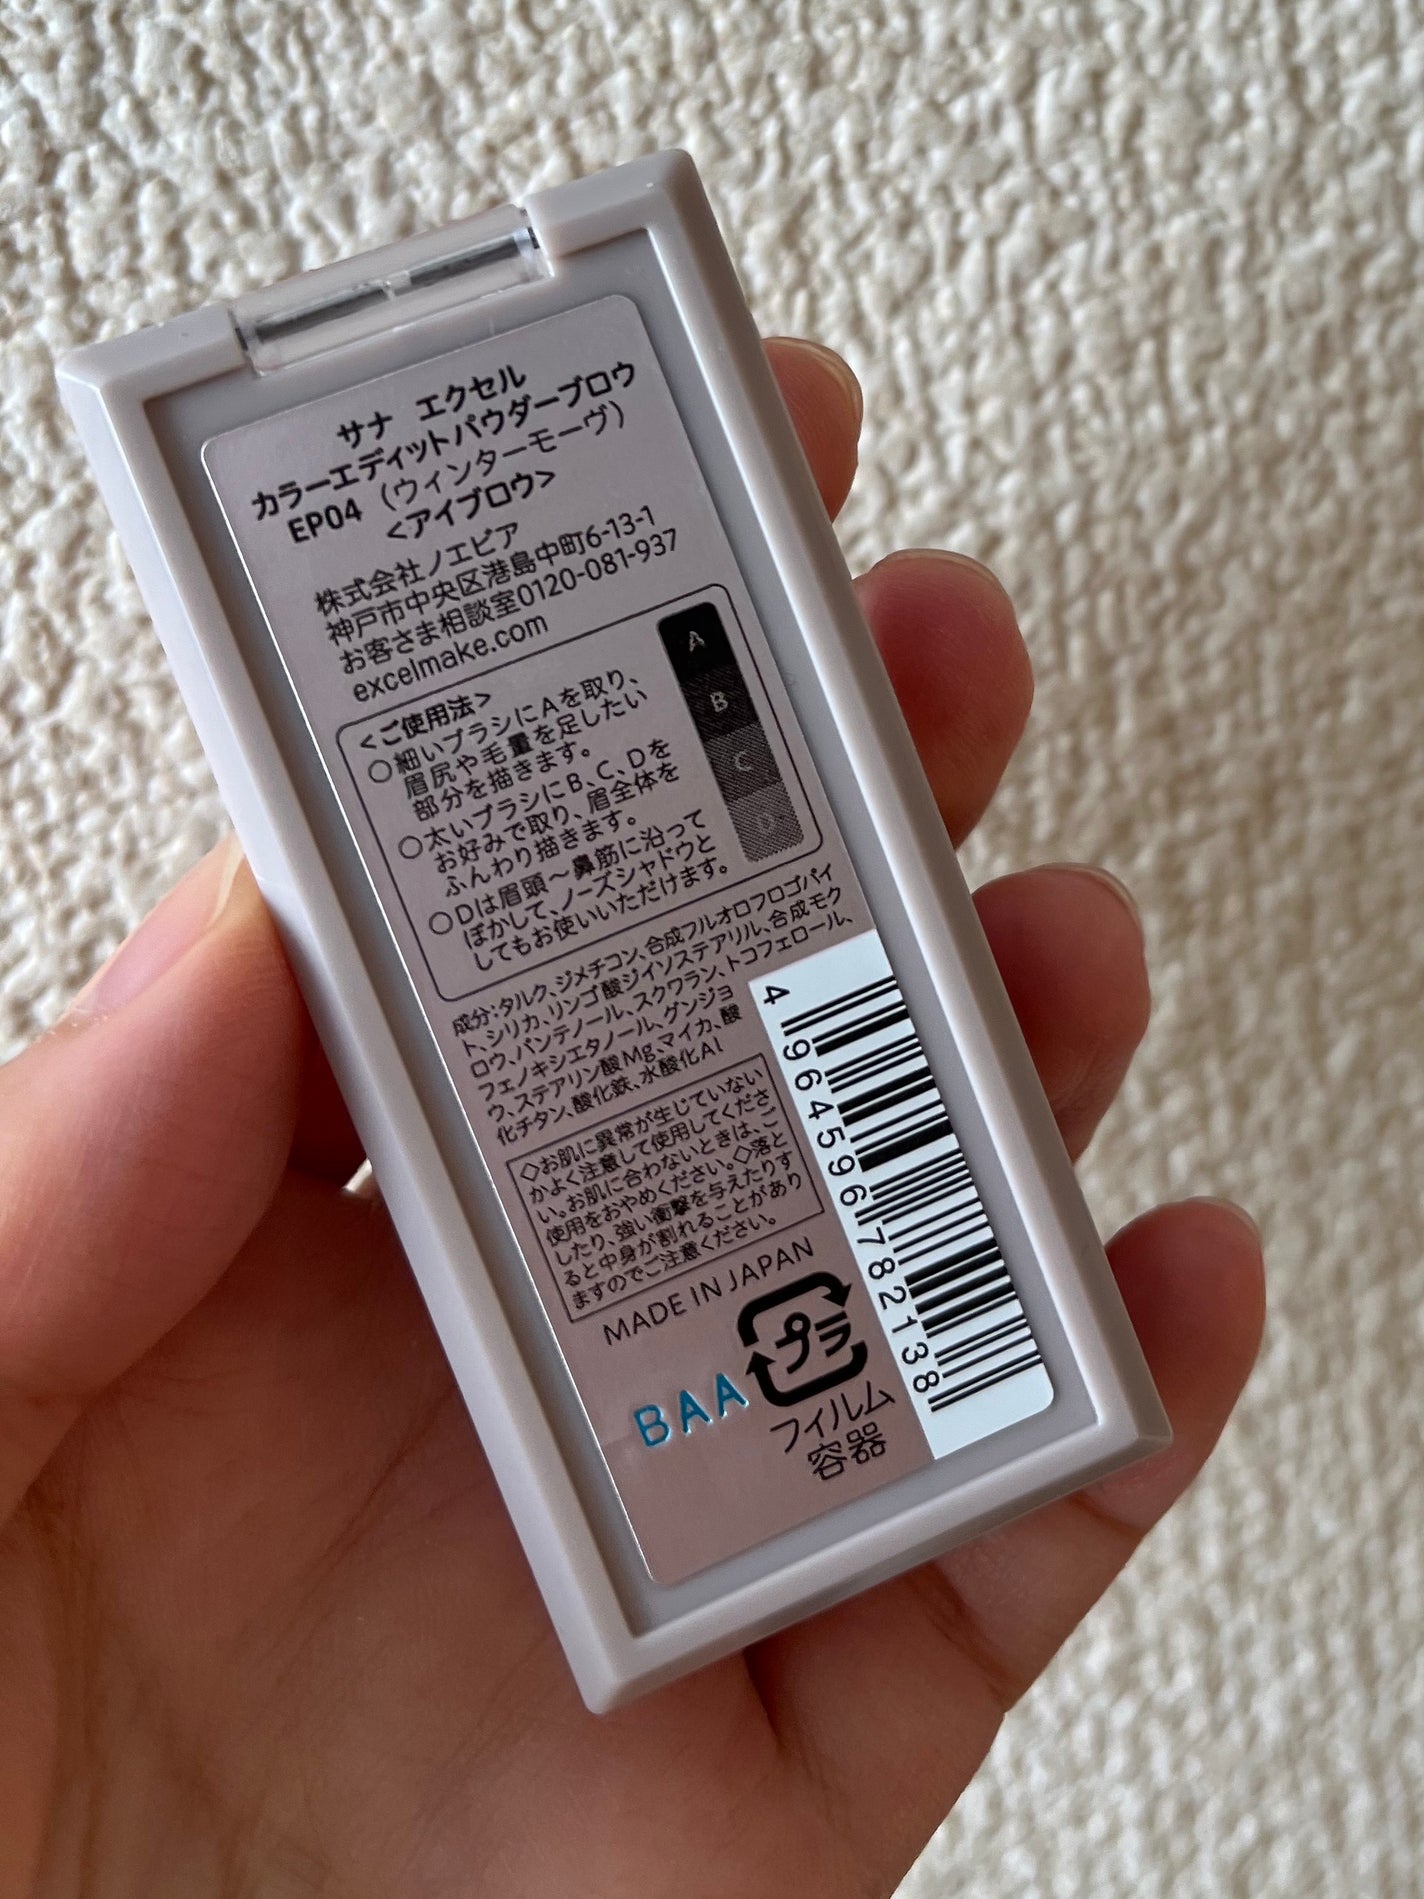 サナ エクセル
カラーエディットパウダーブロウ
EP04 (ウィンターモーヴ)
<アイブロウ>
株式会社ノエビア
神戸市中央区港島中町6-13-1
お客さま相談室0120-081-937
excelmake.com
<ご使用法>
○細いブラシにAを取り、
眉尻や毛量を足したい
部分を描きます。
○太いブラシにB、C、Dを
お好みで取り、眉全体を
ふんわり描きます。
○Dは眉頭～鼻筋に沿って
ぼかして、ノーズシャドウと
してもお使いいただけます。
A
B
C
D
成分:タルク、ジメチコン、合成フルオロフロゴパイ
ト、シリカ、リンゴ酸ジイソステアリル、合成モク
ロウ、パンテノール、スクワラン、トコフェロール、
フェノキシエタノール、グンジョ
ウ、ステアリン酸Mg、マイカ、酸
化チタン、酸化鉄、水酸化Al
◇お肌に異常が生じていない
かよく注意して使用してくださ
い。お肌に合わないときは、ご
使用をおやめください。◇落と
したり、強い衝撃を与えたりす
ると中身が割れることがあり
ますのでご注意ください。
MADE IN JAPAN
BAA
プラ
フィルム
容器
4 964596 782138